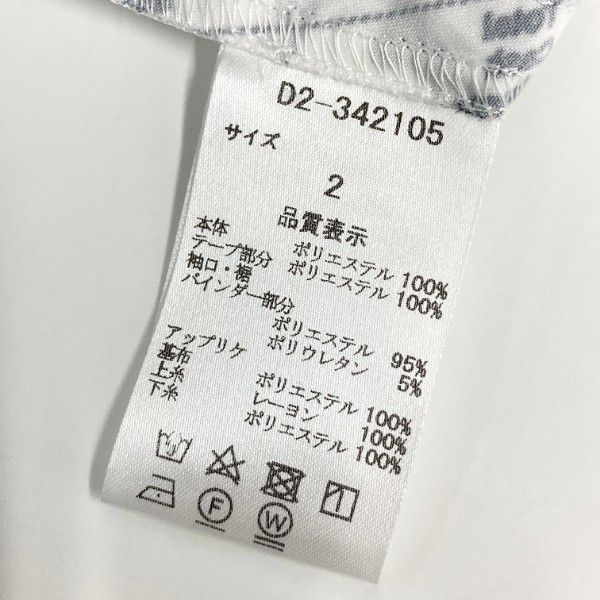 D2-342105
サイズ
2
品質表示
本体 ポリエステル 100%
テープ部分 ポリエステル 100%
袖口・裾
バインダー部分
ポリエステル 95%
ポリウレタン 5%
アップリケ
基布 ポリエステル 100%
上糸 レーヨン 100%
下糸 ポリエステル 100%
F
W